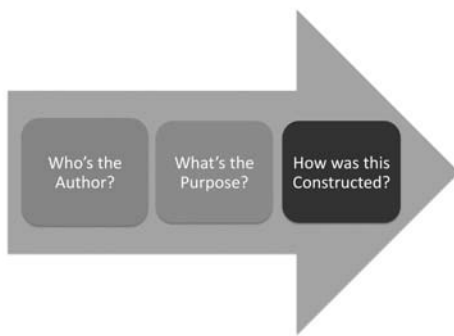 Who's the
Author?
What's the
Purpose?
How was this
Constructed?